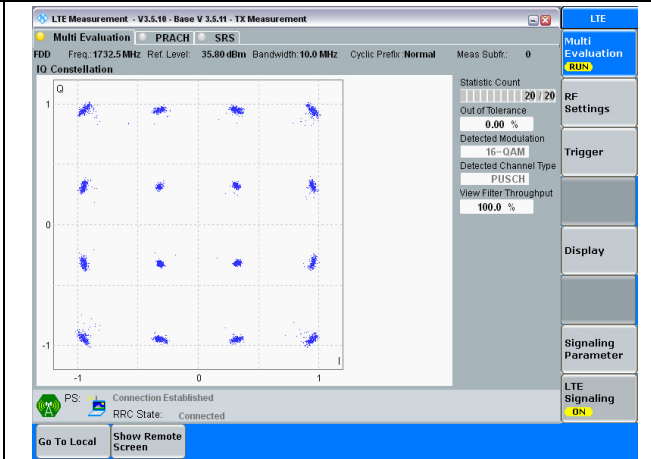 LTE Measurement - V3.5.10 - Base V 3.5.11 - TX Measurement
LTE
Multi Evaluation PRACH SRS
Multi Evaluation
RUN
FDD Freq.:1732.5 MHz Ref. Level: 35.80 dBm Bandwidth:10.0 MHz Cyclic Prefix :Normal Meas Subfr.: 0
IQ Constellation
Q
1
0
-1
I
-1 0 1
Statistic Count
20 / 20
Out of Tolerance
0.00 %
Detected Modulation
16-QAM
Detected Channel Type
PUSCH
View Filter Throughput
100.0 %
RF
Settings
Trigger
Display
Signaling
Parameter
LTE
Signaling
ON
PS: Connection Established
RRC State: Connected
Go To Local
Show Remote
Screen